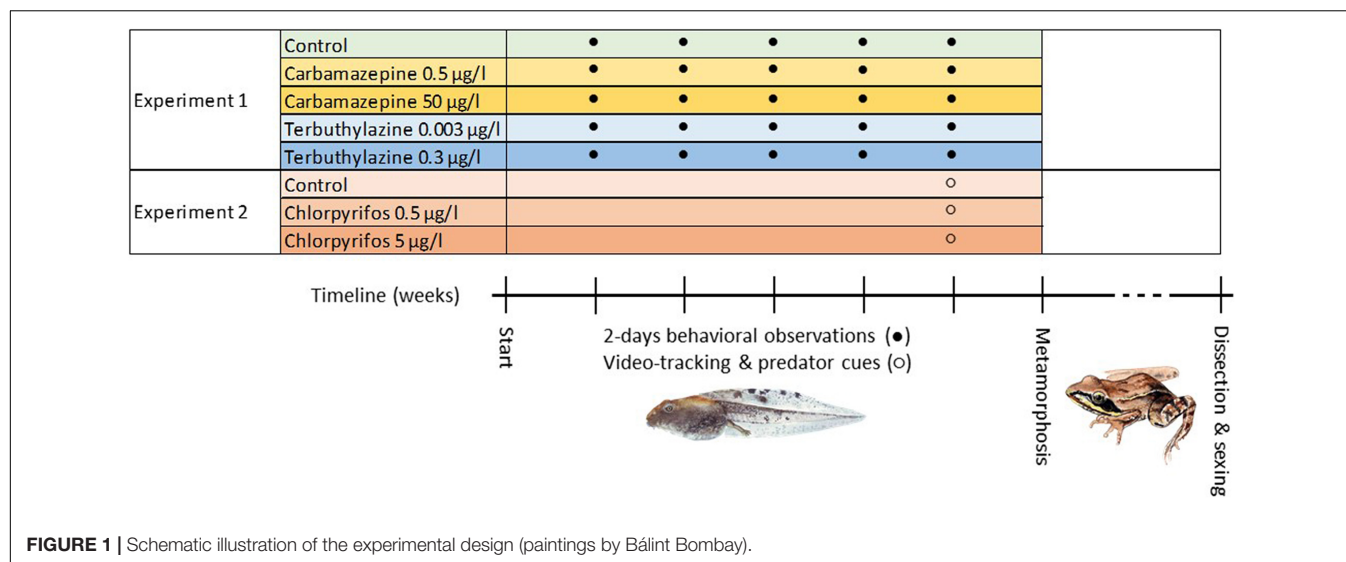 Experiment 1
Control
Carbamazepine 0.5 µg/l
Carbamazepine 50 µg/l
Terbuthylazine 0.003 µg/l
Terbuthylazine 0.3 µg/l
Experiment 2
Control
Chlorpyrifos 0.5 µg/l
Chlorpyrifos 5 µg/l
Timeline (weeks)
Start
2-days behavioral observations (●)
Video-tracking & predator cues (○)
Metamorphosis
Dissection & sexing
FIGURE 1 | Schematic illustration of the experimental design (paintings by Bálint Bombay).